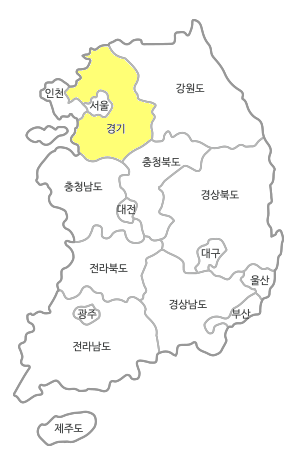 강원도
인천
서울
경기
충청북도
충청남도
경상북도
대전
대구
전라북도
울산
경상남도
광주
부산
전라남도
제주도